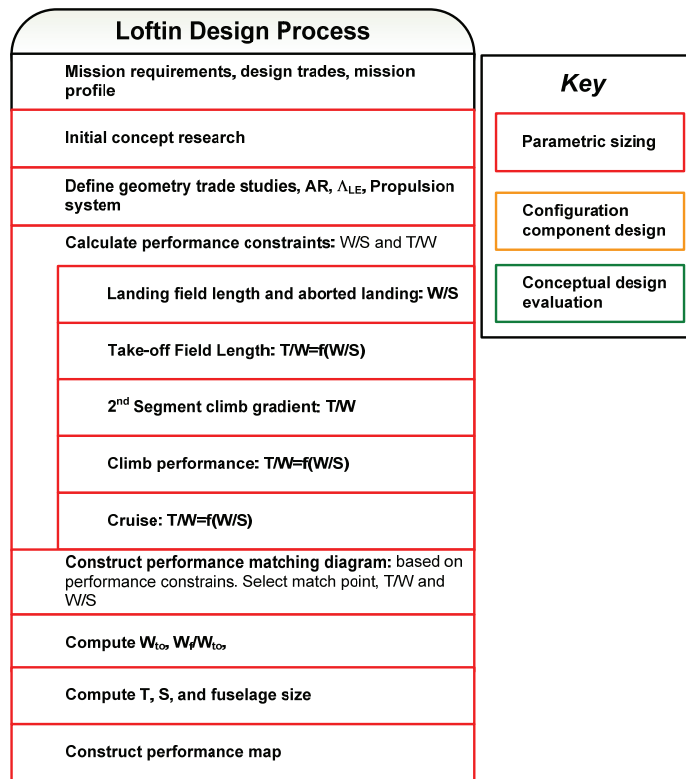 Loftin Design Process
Mission requirements, design trades, mission
profile
Initial concept research
Define geometry trade studies, AR, ΛLE, Propulsion
system
Calculate performance constraints: W/S and T/W
Landing field length and aborted landing: W/S
Take-off Field Length: T/W=f(W/S)
2nd Segment climb gradient: T/W
Climb performance: T/W=f(W/S)
Cruise: T/W=f(W/S)
Construct performance matching diagram: based on
performance constrains. Select match point, T/W and
W/S
Compute Wto, Wf/Wto,
Compute T, S, and fuselage size
Construct performance map
Key
Parametric sizing
Configuration
component design
Conceptual design
evaluation